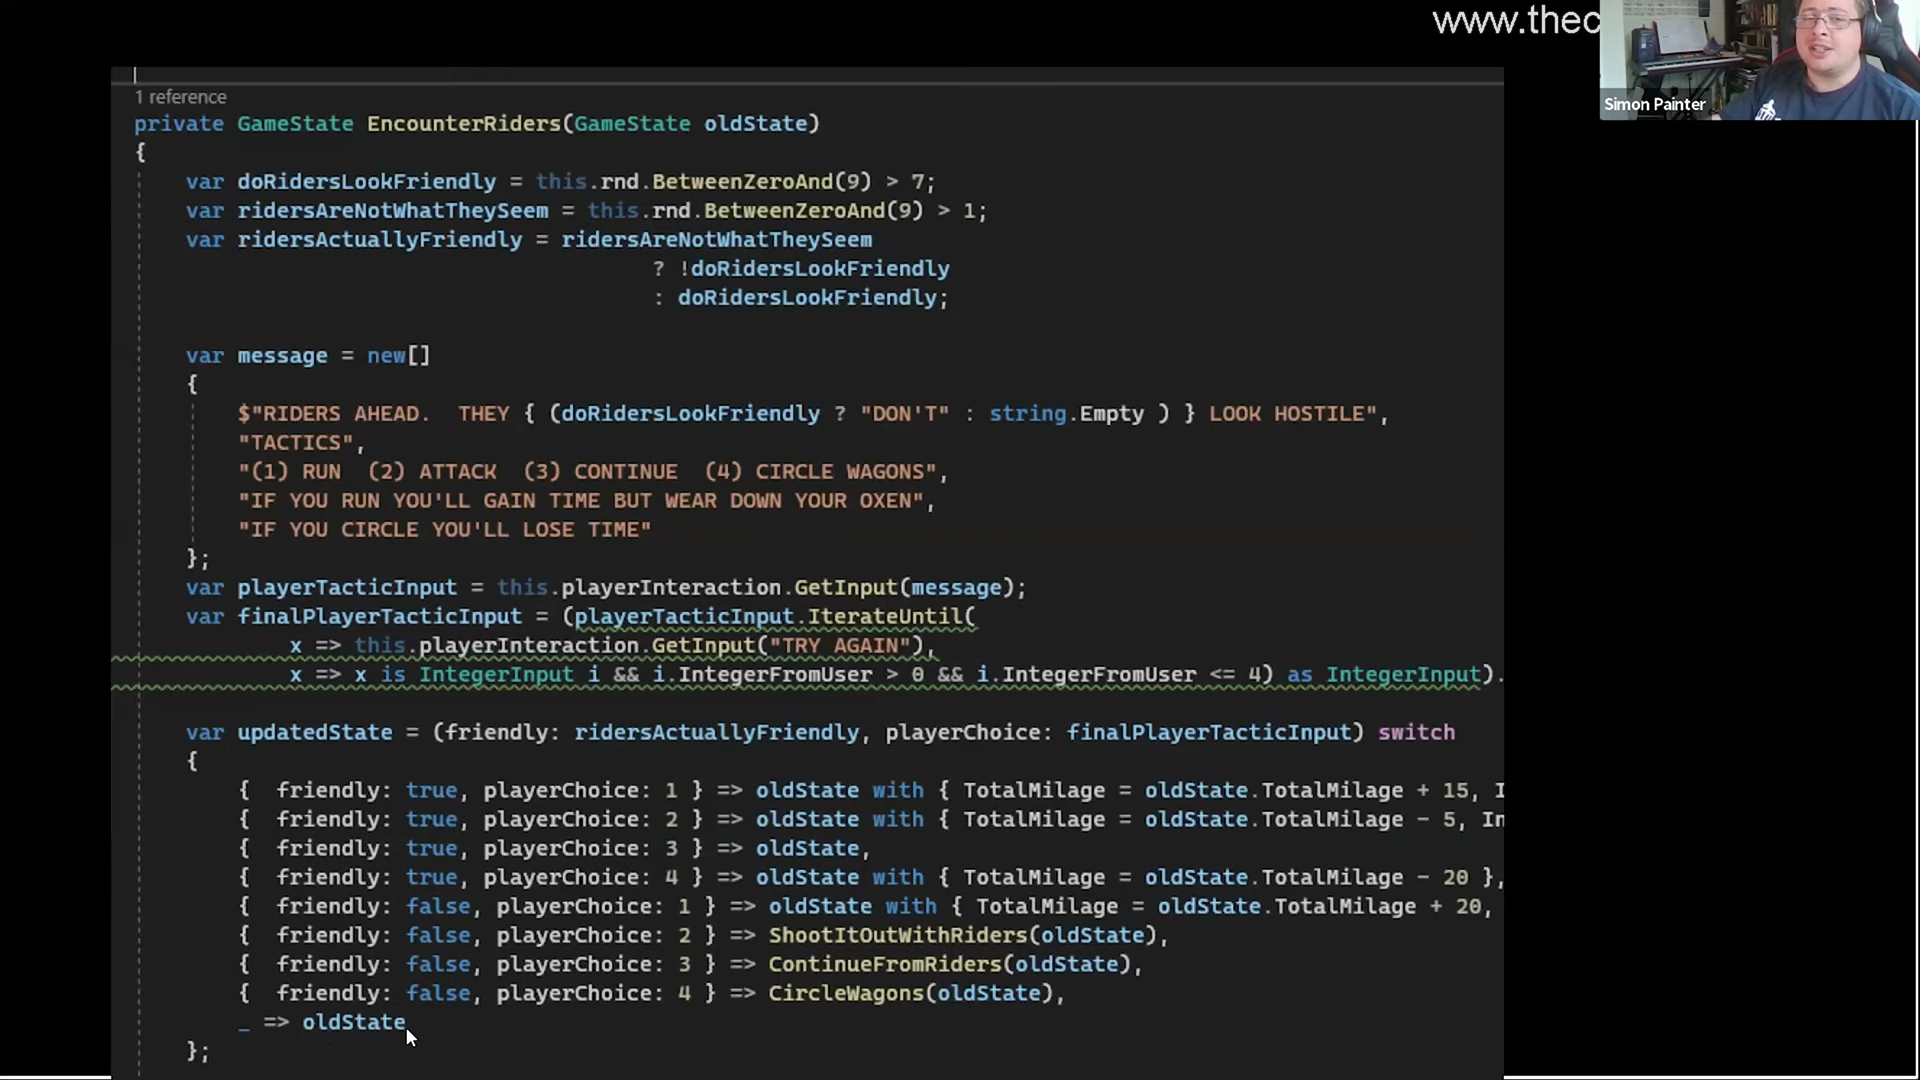 www.thec
Simon Painter
1 reference
private GameState EncounterRiders(GameState oldState)
{
var doRidersLookFriendly = this.rnd.BetweenZeroAnd(9) > 7;
var ridersAreNotWhatTheySeem = this.rnd.BetweenZeroAnd(9) > 1;
var ridersActuallyFriendly = ridersAreNotWhatTheySeem
? !doRidersLookFriendly
: doRidersLookFriendly;
var message = new[]
{
$"RIDERS AHEAD.  THEY { (doRidersLookFriendly ? "DON'T" : string.Empty ) } LOOK HOSTILE",
"TACTICS",
"(1) RUN  (2) ATTACK  (3) CONTINUE  (4) CIRCLE WAGONS",
"IF YOU RUN YOU'LL GAIN TIME BUT WEAR DOWN YOUR OXEN",
"IF YOU CIRCLE YOU'LL LOSE TIME"
};
var playerTacticInput = this.playerInteraction.GetInput(message);
var finalPlayerTacticInput = (playerTacticInput.IterateUntil(
x => this.playerInteraction.GetInput("TRY AGAIN"),
x => x is IntegerInput i && i.IntegerFromUser > 0 && i.IntegerFromUser <= 4) as IntegerInput).
var updatedState = (friendly: ridersActuallyFriendly, playerChoice: finalPlayerTacticInput) switch
{
{  friendly: true, playerChoice: 1 } => oldState with { TotalMilage = oldState.TotalMilage + 15, I
{  friendly: true, playerChoice: 2 } => oldState with { TotalMilage = oldState.TotalMilage - 5, In
{  friendly: true, playerChoice: 3 } => oldState,
{  friendly: true, playerChoice: 4 } => oldState with { TotalMilage = oldState.TotalMilage - 20 },
{  friendly: false, playerChoice: 1 } => oldState with { TotalMilage = oldState.TotalMilage + 20,
{  friendly: false, playerChoice: 2 } => ShootItOutWithRiders(oldState),
{  friendly: false, playerChoice: 3 } => ContinueFromRiders(oldState),
{  friendly: false, playerChoice: 4 } => CircleWagons(oldState),
_ => oldState
};